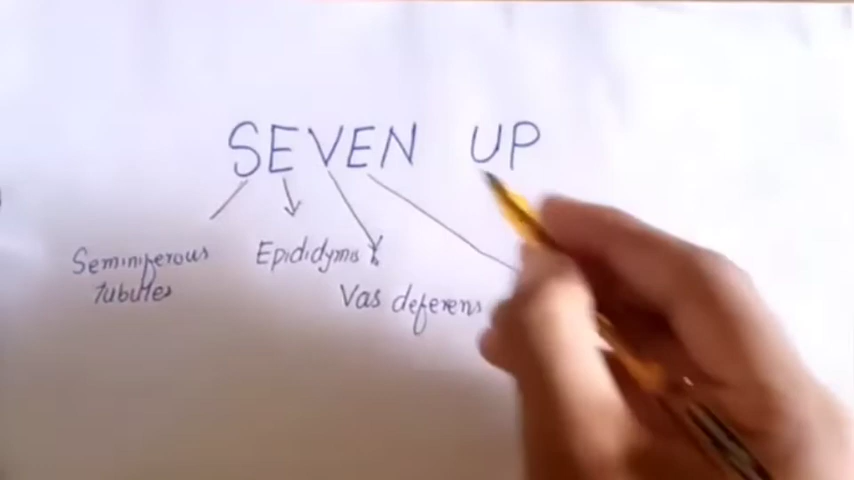 SEVEN UP
Seminiferous
tubules
Epididymis
Vas deferens